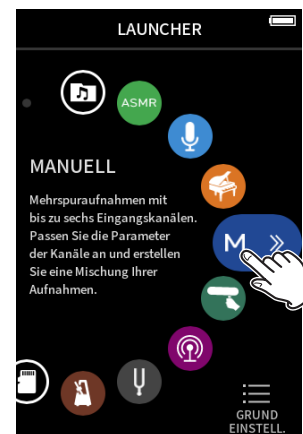 LAUNCHER
ASMR
MANUELL
Mehrspuraufnahmen mit
bis zu sechs Eingangskanälen.
Passen Sie die Parameter
der Kanäle an und erstellen
Sie eine Mischung Ihrer
Aufnahmen.
M
GRUND
EINSTELL.